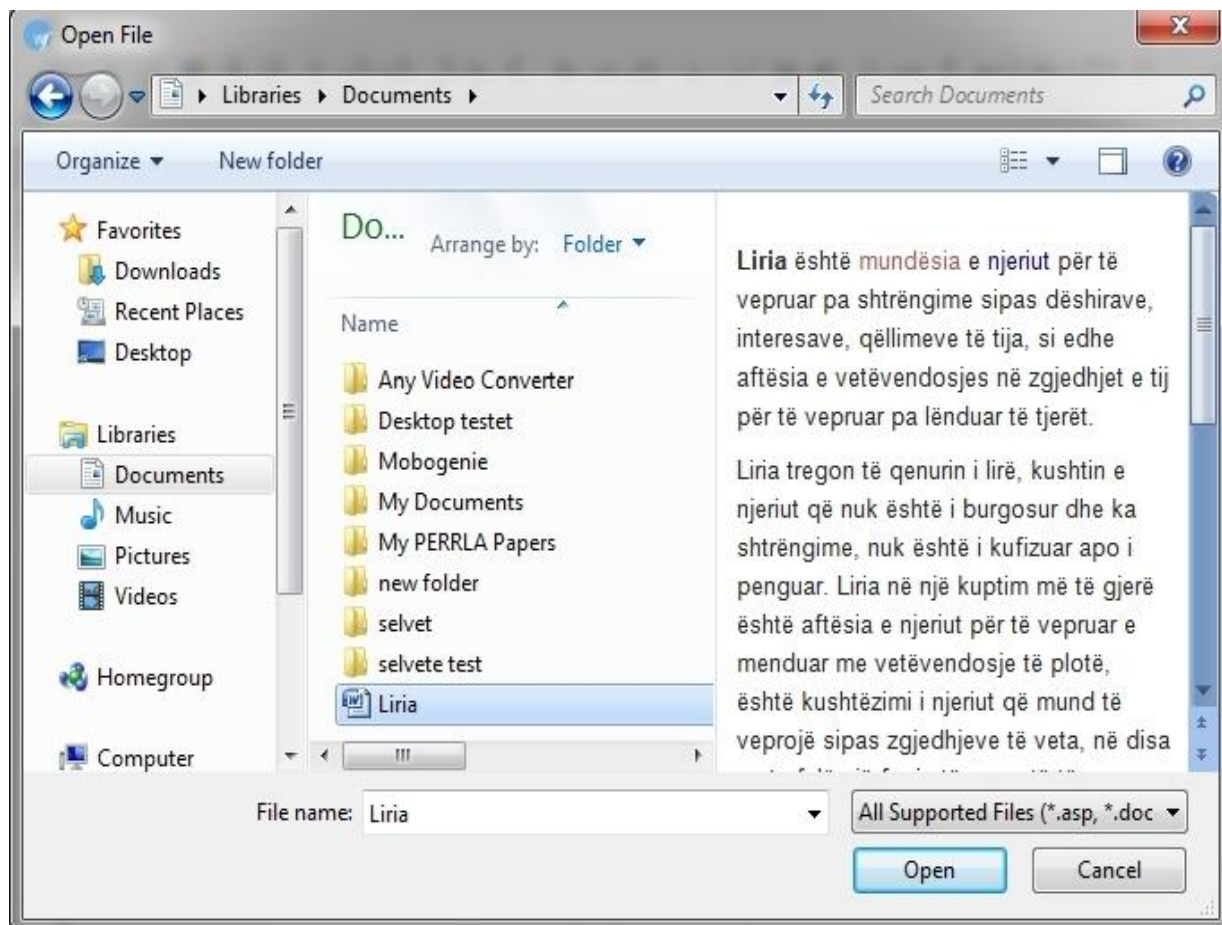 Open File
Libraries ▸ Documents ▸
Search Documents
Organize
New folder
Favorites
Downloads
Recent Places
Desktop
Libraries
Documents
Music
Pictures
Videos
Homegroup
Computer
Do...
Arrange by: Folder
Name
Any Video Converter
Desktop testet
Mobogenie
My Documents
My PERRLA Papers
new folder
selvet
selvete test
Liria
Liria është mundësia e njeriut për të
vepruar pa shtrëngime sipas dëshirave,
interesave, qëllimeve të tija, si edhe
aftësia e vetëvendosjes në zgjedhjet e tij
për të vepruar pa lënduar të tjerët.
Liria tregon të qenurin i lirë, kushtin e
njeriut që nuk është i burgosur dhe ka
shtrëngime, nuk është i kufizuar apo i
penguar. Liria në një kuptim më të gjerë
është aftësia e njeriut për të vepruar e
menduar me vetëvendosje të plotë,
është kushtëzimi i njeriut që mund të
veprojë sipas zgjedhjeve të veta, në disa
File name: Liria
All Supported Files (*.asp, *.doc
Open
Cancel